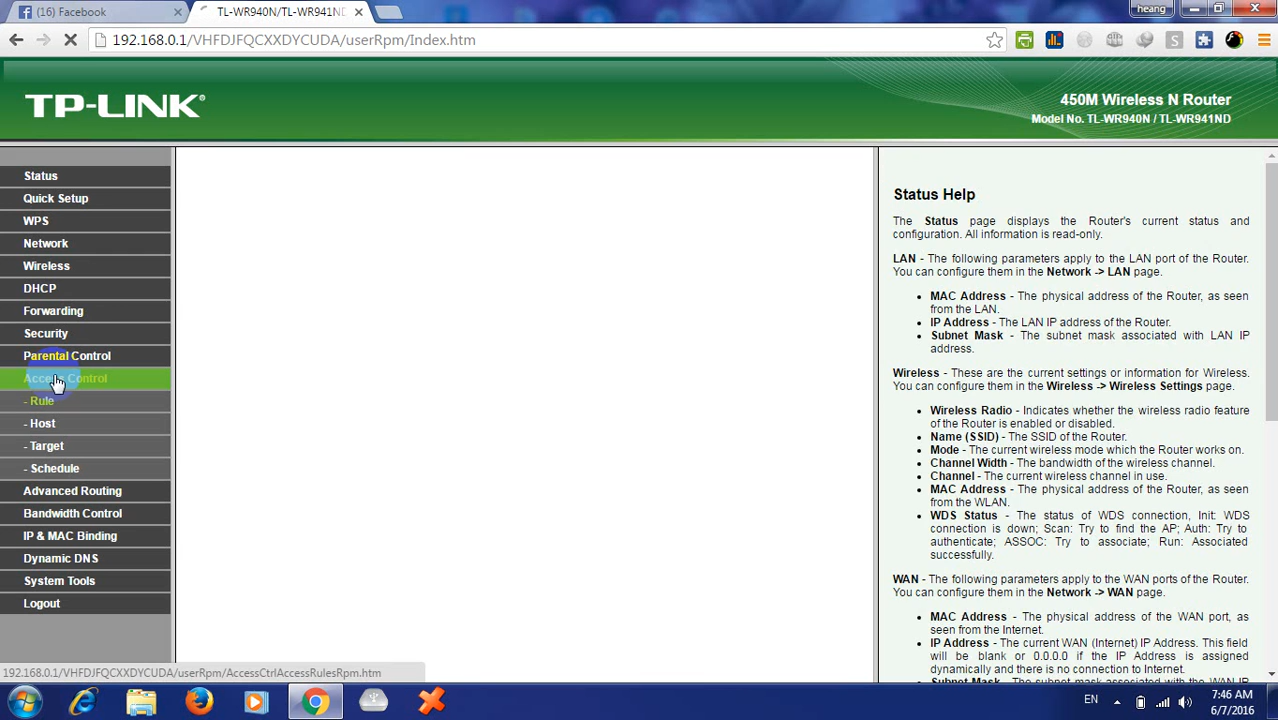 (16) Facebook
TL-WR940N/TL-WR941ND
heang
192.168.0.1/VHFDJFQCXXDYCUDA/userRpm/Index.htm
TP-LINK®
450M Wireless N Router
Model No. TL-WR940N / TL-WR941ND
Status
Quick Setup
WPS
Network
Wireless
DHCP
Forwarding
Security
Parental Control
Access Control
- Rule
- Host
- Target
- Schedule
Advanced Routing
Bandwidth Control
IP & MAC Binding
Dynamic DNS
System Tools
Logout
Status Help
The Status page displays the Router's current status and
configuration. All information is read-only.
LAN - The following parameters apply to the LAN port of the Router.
You can configure them in the Network -> LAN page.
• MAC Address - The physical address of the Router, as seen
from the LAN.
• IP Address - The LAN IP address of the Router.
• Subnet Mask - The subnet mask associated with LAN IP
address.
Wireless - These are the current settings or information for Wireless.
You can configure them in the Wireless -> Wireless Settings page.
• Wireless Radio - Indicates whether the wireless radio feature
of the Router is enabled or disabled.
• Name (SSID) - The SSID of the Router.
• Mode - The current wireless mode which the Router works on.
• Channel Width - The bandwidth of the wireless channel.
• Channel - The current wireless channel in use.
• MAC Address - The physical address of the Router, as seen
from the WLAN.
• WDS Status - The status of WDS connection, Init: WDS
connection is down; Scan: Try to find the AP; Auth: Try to
authenticate; ASSOC: Try to associate; Run: Associated
successfully.
WAN - The following parameters apply to the WAN ports of the Router.
You can configure them in the Network -> WAN page.
• MAC Address - The physical address of the WAN port, as
seen from the Internet.
• IP Address - The current WAN (Internet) IP Address. This field
will be blank or 0.0.0.0 if the IP Address is assigned
dynamically and there is no connection to Internet.
• Subnet Mask - The subnet mask associated with the WAN IP
192.168.0.1/VHFDJFQCXXDYCUDA/userRpm/AccessCtrlAccessRulesRpm.htm
EN
7:46 AM
6/7/2016